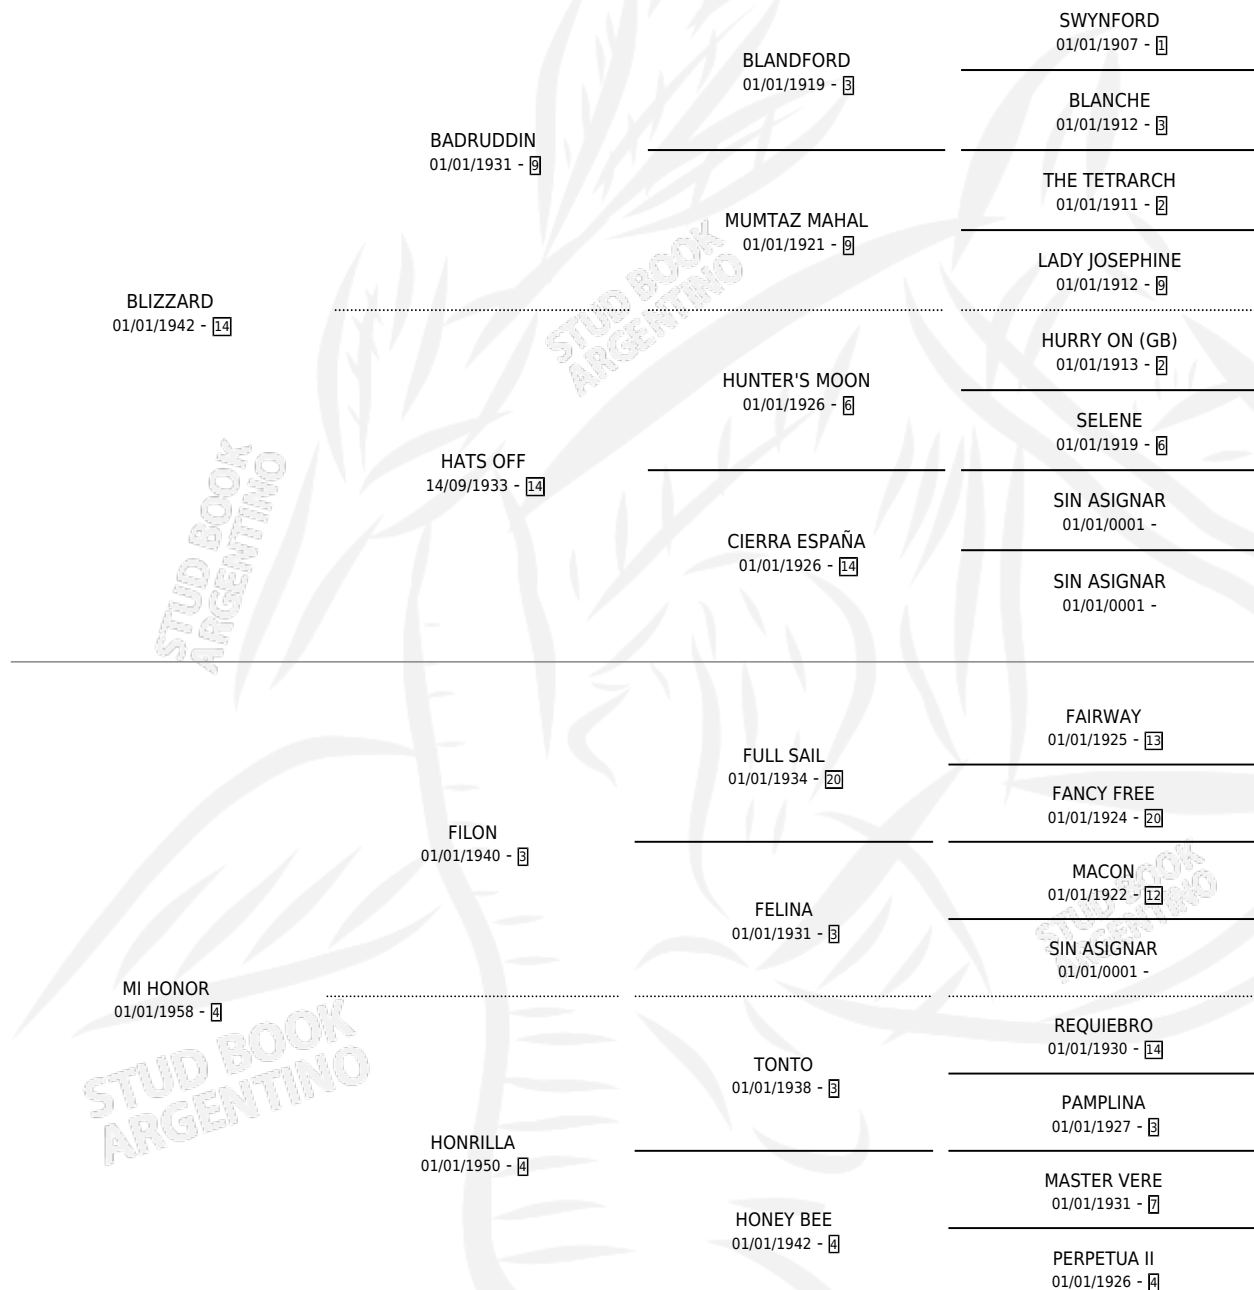 SWYNFORD
01/01/1907 - 1
BLANDFORD
01/01/1919 - 3
BLANCHE
01/01/1912 - 3
BADRUDDIN
01/01/1931 - 9
THE TETRARCH
01/01/1911 - 2
MUMTAZ MAHAL
01/01/1921 - 9
LADY JOSEPHINE
01/01/1912 - 9
BLIZZARD
01/01/1942 - 14
STUD BOOK
ARGENTINO
HURRY ON (GB)
01/01/1913 - 2
HUNTER'S MOON
01/01/1926 - 6
SELENE
01/01/1919 - 6
HATS OFF
14/09/1933 - 14
SIN ASIGNAR
01/01/0001 -
CIERRA ESPAÑA
01/01/1926 - 14
SIN ASIGNAR
01/01/0001 -
STUD BOOK
ARGENTINO
FAIRWAY
01/01/1925 - 13
FULL SAIL
01/01/1934 - 20
FANCY FREE
01/01/1924 - 20
FILON
01/01/1940 - 3
MACON
01/01/1922 - 12
STUD BOOK
ARGENTINO
FELINA
01/01/1931 - 3
SIN ASIGNAR
01/01/0001 -
MI HONOR
01/01/1958 - 4
REQUIEBRO
01/01/1930 - 14
STUD BOOK
ARGENTINO
TONTO
01/01/1938 - 3
PAMPLINA
01/01/1927 - 3
HONRILLA
01/01/1950 - 4
MASTER VERE
01/01/1931 - 7
HONEY BEE
01/01/1942 - 4
PERPETUA II
01/01/1926 - 4